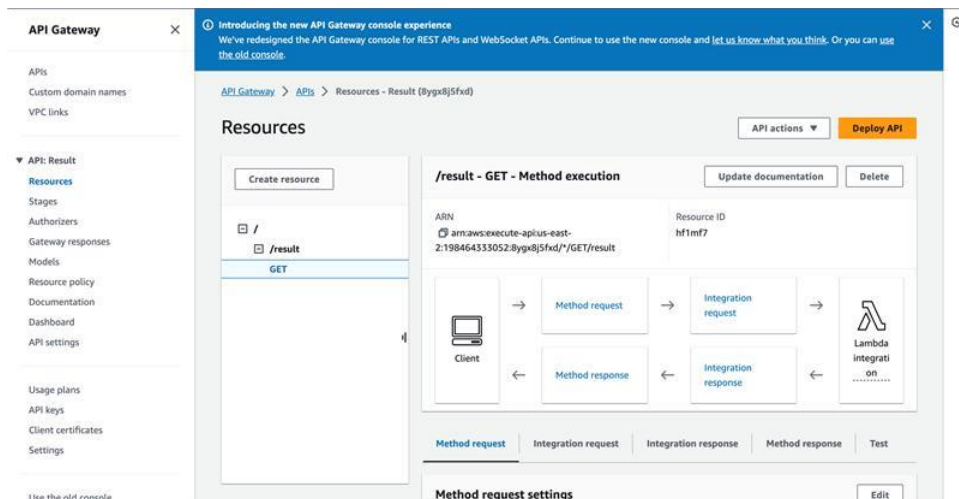 API Gateway
APIs
Custom domain names
VPC links
API: Result
Resources
Stages
Authorizers
Gateway responses
Models
Resource policy
Documentation
Dashboard
API settings
Usage plans
API keys
Client certificates
Settings
Use the old console
Introducing the new API Gateway console experience
We've redesigned the API Gateway console for REST APIs and WebSocket APIs. Continue to use the new console and let us know what you think. Or you can use
the old console.
API Gateway > APIs > Resources - Result (8ygx8j5fxd)
Resources
API actions ▼
Deploy API
Create resource
/
/result
GET
/result - GET - Method execution
Update documentation
Delete
ARN
arn:aws:execute-api:us-east-
2:198464333052:8ygx8j5fxd/*/GET/result
Resource ID
hf1mf7
Client
Method request
Integration
request
Method response
Integration
response
Lambda
integrati
on
Method request
Integration request
Integration response
Method response
Test
Method request settings
Edit